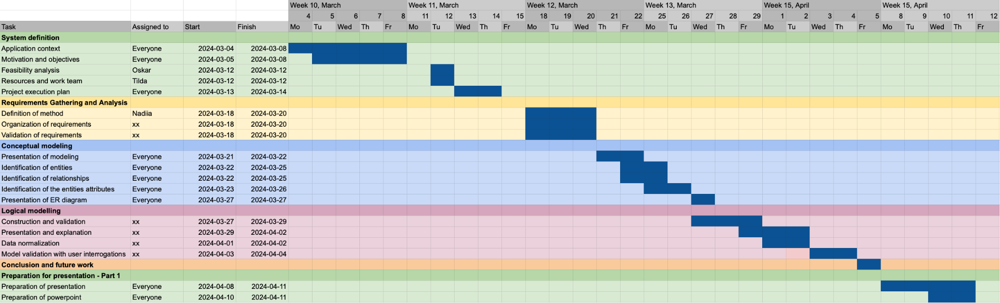 Week 10, March Week 11, March Week 12, March Week 13, March Week 15, April Week 15, April
4 5 6 7 8 11 12 13 14 15 18 19 20 21 22 25 26 27 28 29 1 2 3 4 5 8 9 10 11 12
Task Assigned to Start Finish Mo Tu Wed Th Fr Mo Tu Wed Th Fr Mo Tu Wed Th Fr Mo Tu Wed Th Fr Mo Tu Wed Th Fr Mo Tu Wed Th Fr
System definition
Application context Everyone 2024-03-04 2024-03-08
Motivation and objectives Everyone 2024-03-05 2024-03-08
Feasibility analysis Oskar 2024-03-12 2024-03-12
Resources and work team Tilda 2024-03-12 2024-03-12
Project execution plan Everyone 2024-03-13 2024-03-14
Requirements Gathering and Analysis
Definition of method Nadiia 2024-03-18 2024-03-20
Organization of requirements xx 2024-03-18 2024-03-20
Validation of requirements xx 2024-03-18 2024-03-20
Conceptual modeling
Presentation of modeling Everyone 2024-03-21 2024-03-22
Identification of entities Everyone 2024-03-22 2024-03-25
Identification of relationships Everyone 2024-03-22 2024-03-25
Identification of the entities attributes Everyone 2024-03-23 2024-03-26
Presentation of ER diagram Everyone 2024-03-27 2024-03-27
Logical modelling
Construction and validation xx 2024-03-27 2024-03-29
Presentation and explanation xx 2024-03-29 2024-04-02
Data normalization xx 2024-04-01 2024-04-02
Model validation with user interrogations xx 2024-04-03 2024-04-04
Conclusion and future work
Preparation for presentation - Part 1
Preparation of presentation Everyone 2024-04-08 2024-04-11
Preparation of powerpoint Everyone 2024-04-10 2024-04-11